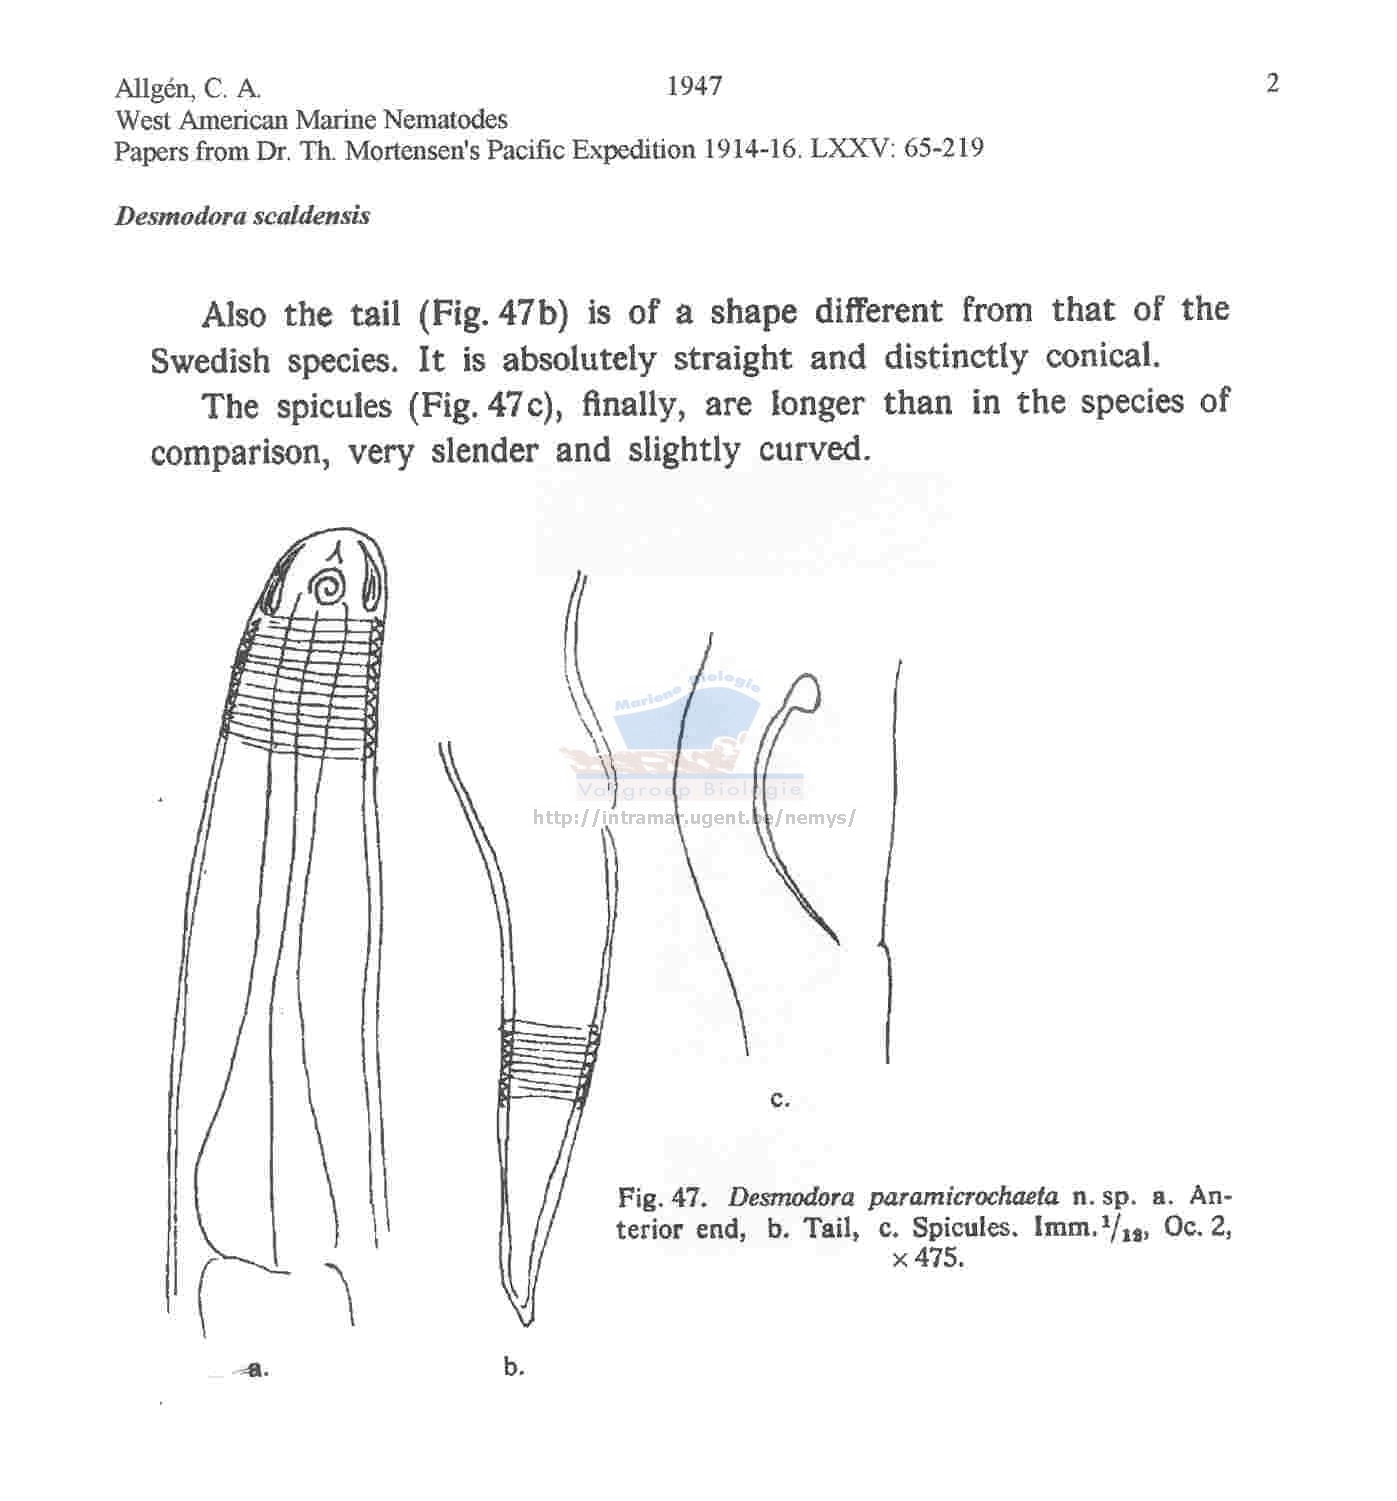 Allgén, C. A. 1947 2
West American Marine Nematodes
Papers from Dr. Th. Mortensen's Pacific Expedition 1914-16. LXXV: 65-219
Desmodora scaldensis
Also the tail (Fig. 47b) is of a shape different from that of the
Swedish species. It is absolutely straight and distinctly conical.
The spicules (Fig. 47c), finally, are longer than in the species of
comparison, very slender and slightly curved.
Mariene Biologie
Vakgroep Biologie
http://intramar.ugent.be/nemys/
c.
Fig. 47. Desmodora paramicrochaeta n. sp. a. An-
terior end, b. Tail, c. Spicules. Imm. 1/12, Oc. 2,
× 475.
a.
b.